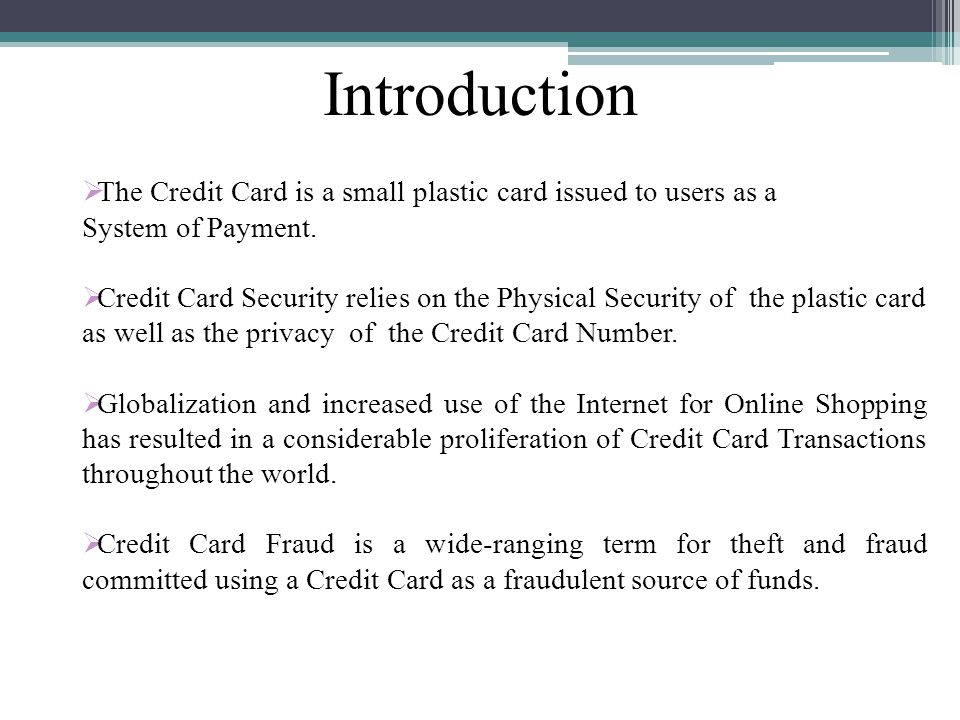 Introduction
➢The Credit Card is a small plastic card issued to users as a
System of Payment.
➢Credit Card Security relies on the Physical Security of the plastic card
as well as the privacy of the Credit Card Number.
➢Globalization and increased use of the Internet for Online Shopping
has resulted in a considerable proliferation of Credit Card Transactions
throughout the world.
➢Credit Card Fraud is a wide-ranging term for theft and fraud
committed using a Credit Card as a fraudulent source of funds.